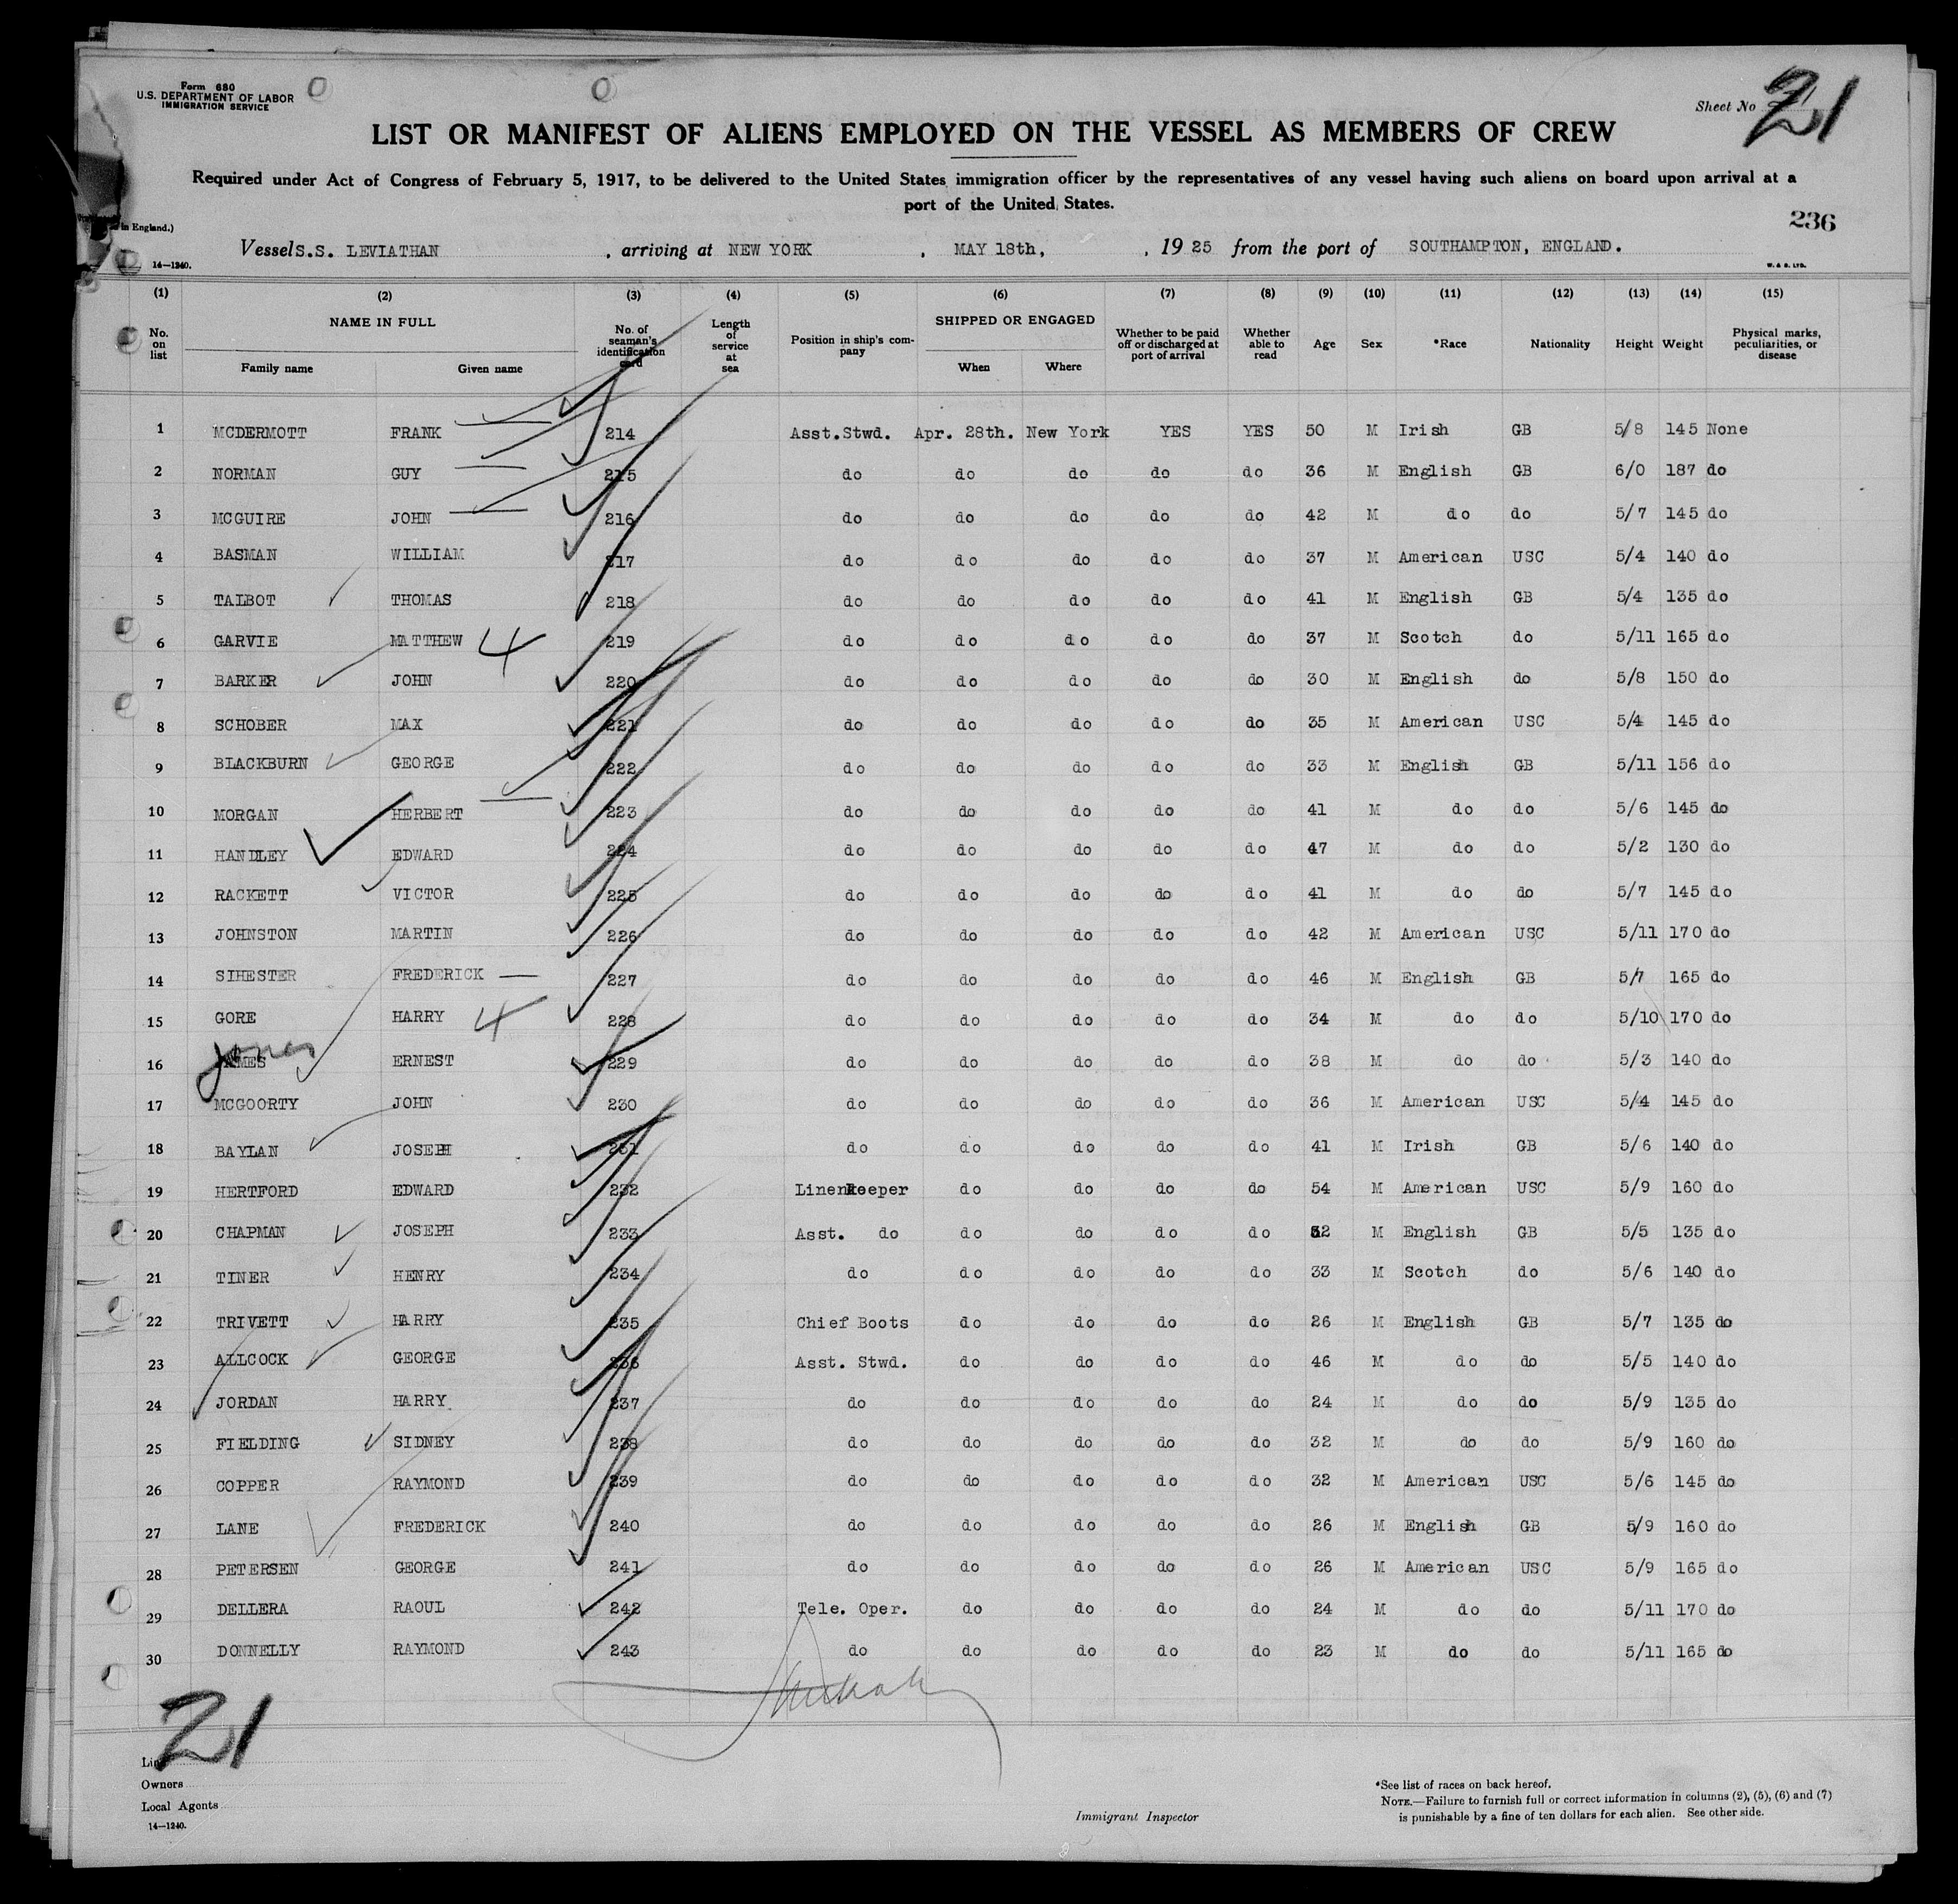 Form 680
U.S. DEPARTMENT OF LABOR
IMMIGRATION SERVICE
Sheet No 21
LIST OR MANIFEST OF ALIENS EMPLOYED ON THE VESSEL AS MEMBERS OF CREW
Required under Act of Congress of February 5, 1917, to be delivered to the United States immigration officer by the representatives of any vessel having such aliens on board upon arrival at a
port of the United States.
236
in England.)
Vessel S.S. LEVIATHAN , arriving at NEW YORK , MAY 18th, , 19 25 from the port of SOUTHAMPTON, ENGLAND.
14—1240. W. & S. LTD.
(1) (2) (3) (4) (5) (6) (7) (8) (9) (10) (11) (12) (13) (14) (15)
No. on list NAME IN FULL Family name Given name No. of seaman's identification card Length of service at sea Position in ship's company SHIPPED OR ENGAGED When Where Whether to be paid off or discharged at port of arrival Whether able to read Age Sex *Race Nationality Height Weight Physical marks, peculiarities, or disease
1 MCDERMOTT FRANK 214 Asst.Stwd. Apr. 28th. New York YES YES 50 M Irish GB 5/8 145 None
2 NORMAN GUY 215 do do do do do 36 M English GB 6/0 187 do
3 MCGUIRE JOHN 216 do do do do do 42 M do do 5/7 145 do
4 BASMAN WILLIAM 217 do do do do do 37 M American USC 5/4 140 do
5 TALBOT THOMAS 218 do do do do do 41 M English GB 5/4 135 do
6 GARVIE MATTHEW 4 219 do do do do do 37 M Scotch do 5/11 165 do
7 BARKER JOHN 220 do do do do do 30 M English do 5/8 150 do
8 SCHOBER MAX 221 do do do do do 35 M American USC 5/4 145 do
9 BLACKBURN GEORGE 222 do do do do do 33 M English GB 5/11 156 do
10 MORGAN HERBERT 223 do do do do do 41 M do do 5/6 145 do
11 HANDLEY EDWARD 224 do do do do do 47 M do do 5/2 130 do
12 RACKETT VICTOR 225 do do do do do 41 M do do 5/7 145 do
13 JOHNSTON MARTIN 226 do do do do do 42 M American USC 5/11 170 do
14 SIHESTER FREDERICK 227 do do do do do 46 M English GB 5/7 165 do
15 GORE HARRY 4 228 do do do do do 34 M do do 5/10 170 do
16 Jones JAMES ERNEST 229 do do do do do 38 M do do 5/3 140 do
17 MCGOORTY JOHN 230 do do do do do 36 M American USC 5/4 145 do
18 BAYLAN JOSEPH 231 do do do do do 41 M Irish GB 5/6 140 do
19 HERTFORD EDWARD 232 Linenkeeper do do do do 54 M American USC 5/9 160 do
20 CHAPMAN JOSEPH 233 Asst. do do do do do 32 M English GB 5/5 135 do
21 TINER HENRY 234 do do do do do 33 M Scotch do 5/6 140 do
22 TRIVETT HARRY 235 Chief Boots do do do do 26 M English GB 5/7 135 do
23 ALLCOCK GEORGE 236 Asst. Stwd. do do do do 46 M do do 5/5 140 do
24 JORDAN HARRY 237 do do do do do 24 M do do 5/9 135 do
25 FIELDING SIDNEY 238 do do do do do 32 M do do 5/9 160 do
26 COPPER RAYMOND 239 do do do do do 32 M American USC 5/6 145 do
27 LANE FREDERICK 240 do do do do do 26 M English GB 5/9 160 do
28 PETERSEN GEORGE 241 do do do do do 26 M American USC 5/9 165 do
29 DELLERA RAOUL 242 Tele. Oper. do do do do 24 M do do 5/11 170 do
30 DONNELLY RAYMOND 243 do do do do do 23 M do do 5/11 165 do
21
Line
Owners
Local Agents
14—1240.
Immigrant Inspector
*See list of races on back hereof.
NOTE.—Failure to furnish full or correct information in columns (2), (5), (6) and (7)
is punishable by a fine of ten dollars for each alien. See other side.